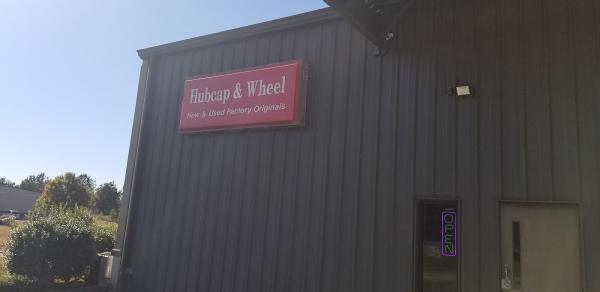 Hubcap & Wheel
New & Used Factory Originals
OPEN